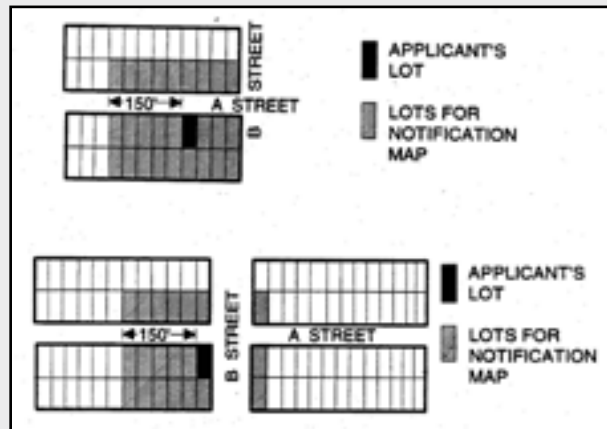 APPLICANT'S
LOT
LOTS FOR
NOTIFICATION
MAP
STREET
150'
A STREET
B
APPLICANT'S
LOT
LOTS FOR
NOTIFICATION
MAP
150'
B STREET
A STREET